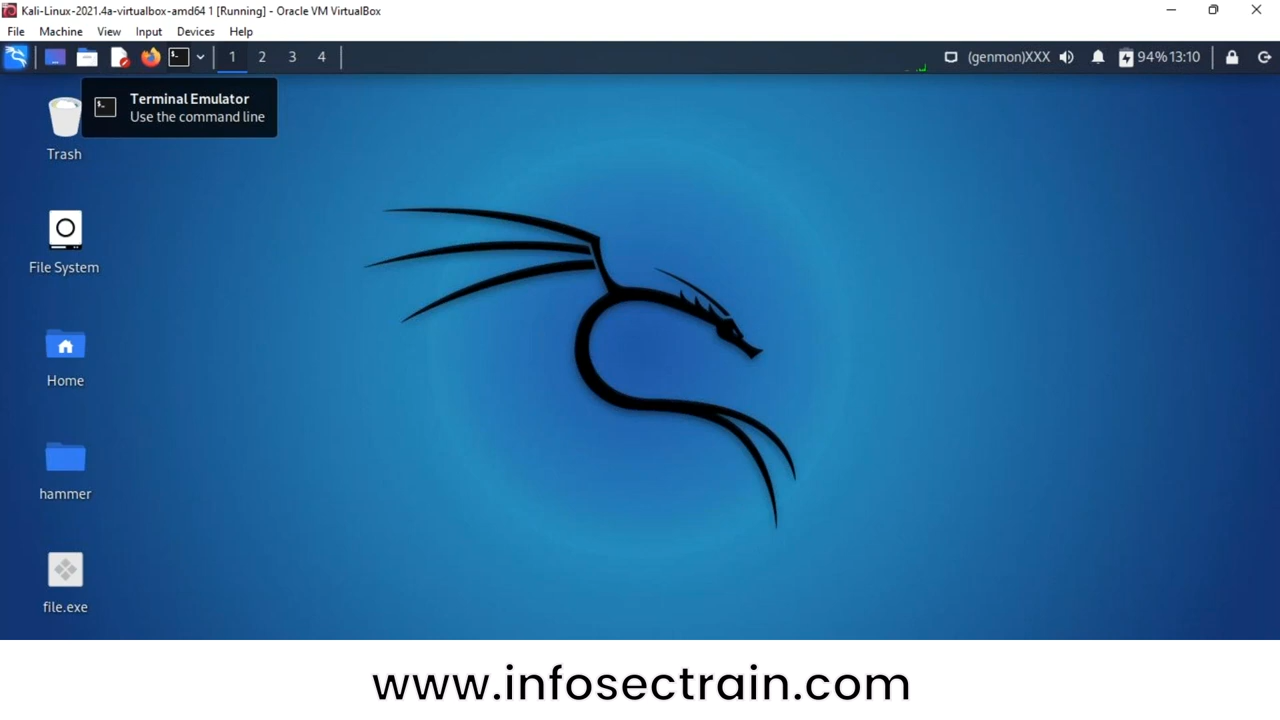 Kali-Linux-2021.4a-virtualbox-amd64 1 [Running] - Oracle VM VirtualBox
File Machine View Input Devices Help
1 2 3 4 (genmon)XXX 94% 13:10
Terminal Emulator
Use the command line
Trash
File System
Home
hammer
file.exe
www.infosectrain.com